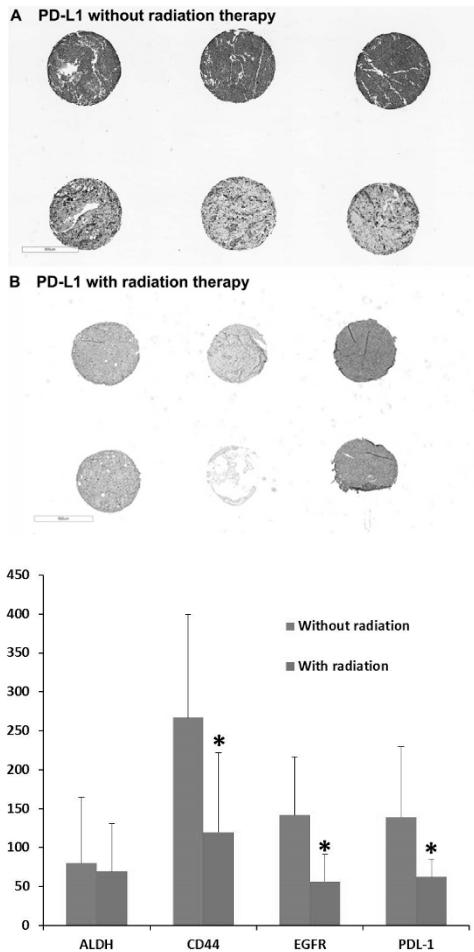 A PD-L1 without radiation therapy
B PD-L1 with radiation therapy
450
400
350
300
250
200
150
100
50
0
Without radiation
With radiation
*
*
*
ALDH CD44 EGFR PDL-1